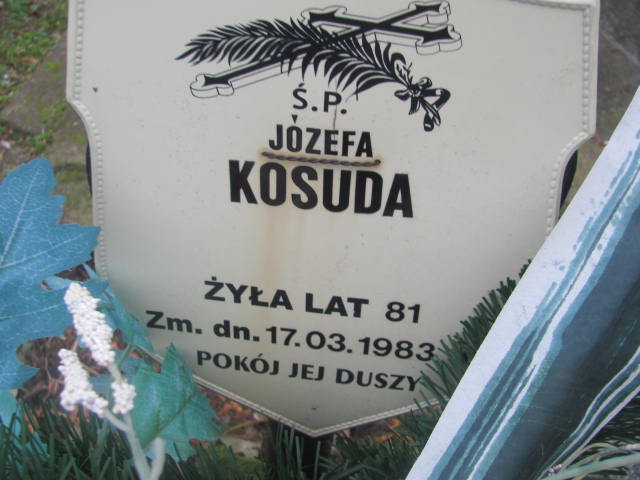 Ś.P.
JÓZEFA
KOSUDA
ŻYŁA LAT 81
Zm. dn. 17.03.1983
POKÓJ JEJ DUSZY